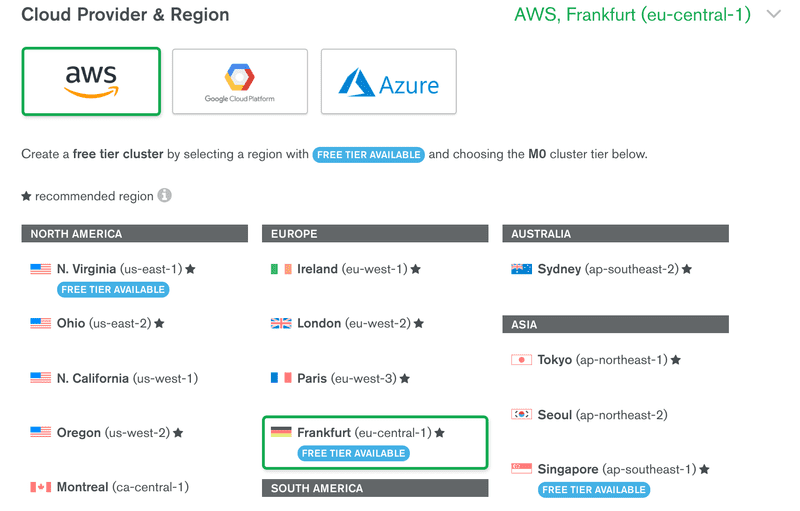 Cloud Provider & Region
AWS, Frankfurt (eu-central-1)
aws
Google Cloud Platform
Azure
Create a free tier cluster by selecting a region with FREE TIER AVAILABLE and choosing the M0 cluster tier below.
★ recommended region i
NORTH AMERICA
N. Virginia (us-east-1) ★
FREE TIER AVAILABLE
Ohio (us-east-2) ★
N. California (us-west-1)
Oregon (us-west-2) ★
Montreal (ca-central-1)
EUROPE
Ireland (eu-west-1) ★
London (eu-west-2) ★
Paris (eu-west-3) ★
Frankfurt (eu-central-1) ★
FREE TIER AVAILABLE
SOUTH AMERICA
AUSTRALIA
Sydney (ap-southeast-2) ★
ASIA
Tokyo (ap-northeast-1) ★
Seoul (ap-northeast-2)
Singapore (ap-southeast-1) ★
FREE TIER AVAILABLE